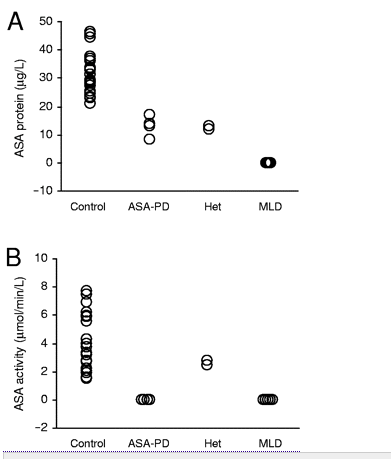 A
50
40
30
20
10
0
−10
ASA protein (µg/L)
Control ASA-PD Het MLD
B
10
8
6
4
2
0
−2
ASA activity (µmol/min/L)
Control ASA-PD Het MLD